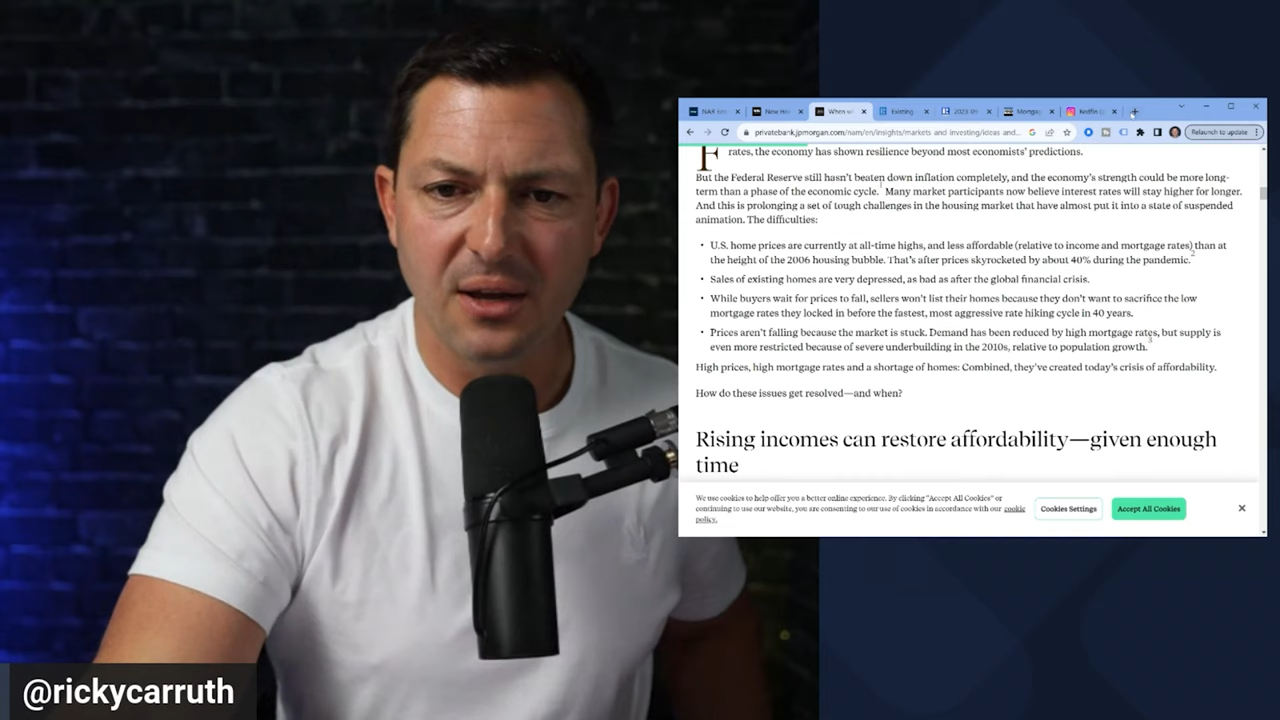 NAR
New Ho
When w
Existing
2023
Mortgag
Redfin
privatebank.jpmorgan.com/nam/en/insights/markets-and-investing/ideas-and...
Relaunch to update
F rates, the economy has shown resilience beyond most economists' predictions.
But the Federal Reserve still hasn't beaten down inflation completely, and the economy's strength could be more long-
term than a phase of the economic cycle.1 Many market participants now believe interest rates will stay higher for longer.
And this is prolonging a set of tough challenges in the housing market that have almost put it into a state of suspended
animation. The difficulties:
• U.S. home prices are currently at all-time highs, and less affordable (relative to income and mortgage rates) than at
the height of the 2006 housing bubble. That's after prices skyrocketed by about 40% during the pandemic.2
• Sales of existing homes are very depressed, as bad as after the global financial crisis.
• While buyers wait for prices to fall, sellers won't list their homes because they don't want to sacrifice the low
mortgage rates they locked in before the fastest, most aggressive rate hiking cycle in 40 years.
• Prices aren't falling because the market is stuck. Demand has been reduced by high mortgage rates, but supply is
even more restricted because of severe underbuilding in the 2010s, relative to population growth.3
High prices, high mortgage rates and a shortage of homes: Combined, they've created today's crisis of affordability.
How do these issues get resolved—and when?
Rising incomes can restore affordability—given enough
time
We use cookies to help offer you a better online experience. By clicking "Accept All Cookies" or
continuing to use our website, you are consenting to our use of cookies in accordance with our cookie
policy.
Cookies Settings
Accept All Cookies
@rickycarruth